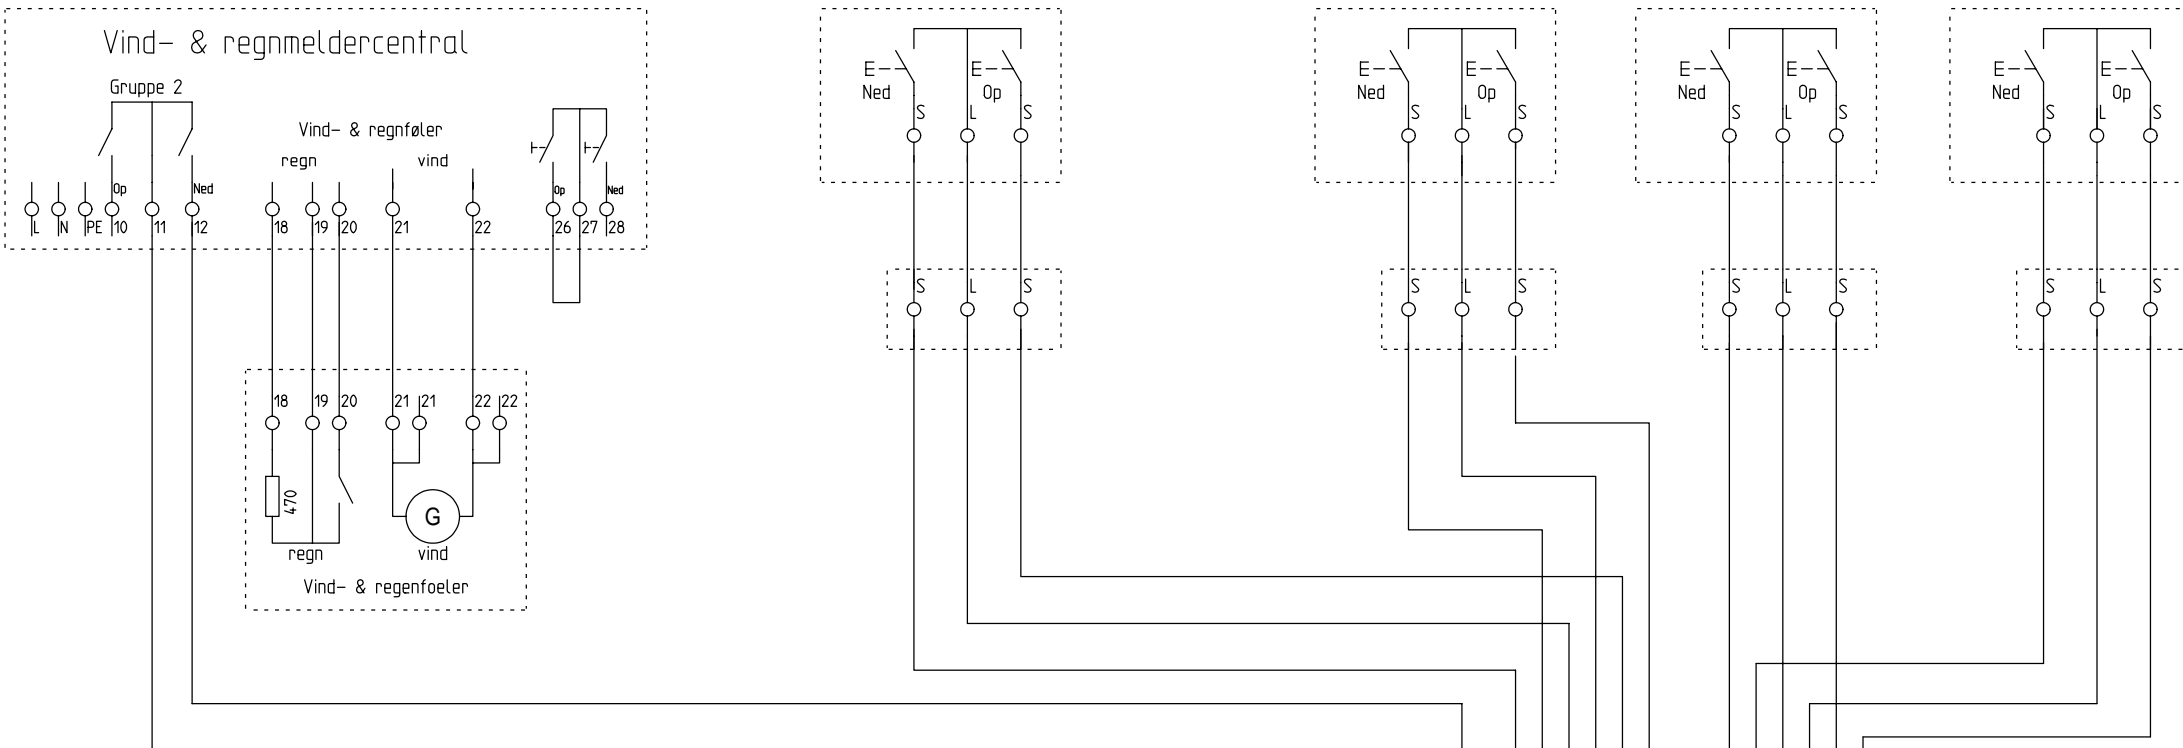 Vind- & regnmeldercentral
Gruppe 2
Vind- & regnføler
regn vind
Op Ned Op Ned
L N PE 10 11 12 18 19 20 21 22 26 27 28
18 19 20 21 21 22 22
470
G
regn vind
Vind- & regenfoeler
E E
Ned Op
S L S
S L S
E E
Ned Op
S L S
S L S
E E
Ned Op
S L S
S L S
E E
Ned Op
S L S
S L S